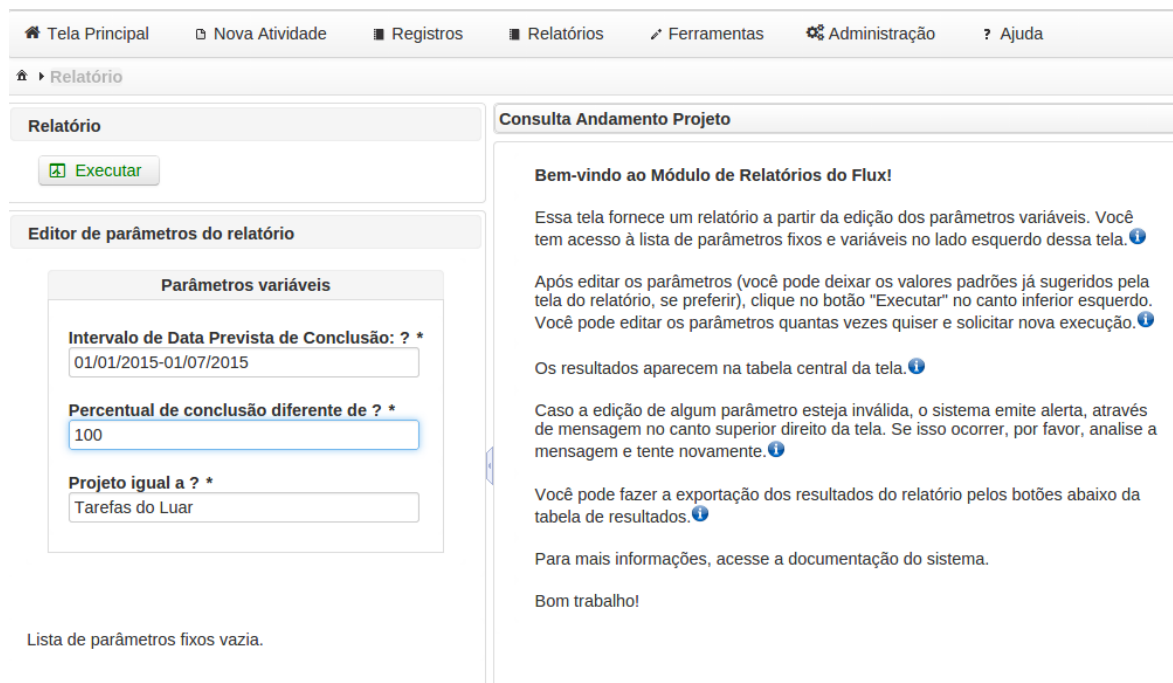 Tela Principal Nova Atividade Registros Relatórios Ferramentas Administração ? Ajuda
Relatório
Relatório
Executar
Editor de parâmetros do relatório
Parâmetros variáveis
Intervalo de Data Prevista de Conclusão: ? *
01/01/2015-01/07/2015
Percentual de conclusão diferente de ? *
100
Projeto igual a ? *
Tarefas do Luar
Lista de parâmetros fixos vazia.
Consulta Andamento Projeto
Bem-vindo ao Módulo de Relatórios do Flux!
Essa tela fornece um relatório a partir da edição dos parâmetros variáveis. Você
tem acesso à lista de parâmetros fixos e variáveis no lado esquerdo dessa tela.
Após editar os parâmetros (você pode deixar os valores padrões já sugeridos pela
tela do relatório, se preferir), clique no botão "Executar" no canto inferior esquerdo.
Você pode editar os parâmetros quantas vezes quiser e solicitar nova execução.
Os resultados aparecem na tabela central da tela.
Caso a edição de algum parâmetro esteja inválida, o sistema emite alerta, através
de mensagem no canto superior direito da tela. Se isso ocorrer, por favor, analise a
mensagem e tente novamente.
Você pode fazer a exportação dos resultados do relatório pelos botões abaixo da
tabela de resultados.
Para mais informações, acesse a documentação do sistema.
Bom trabalho!